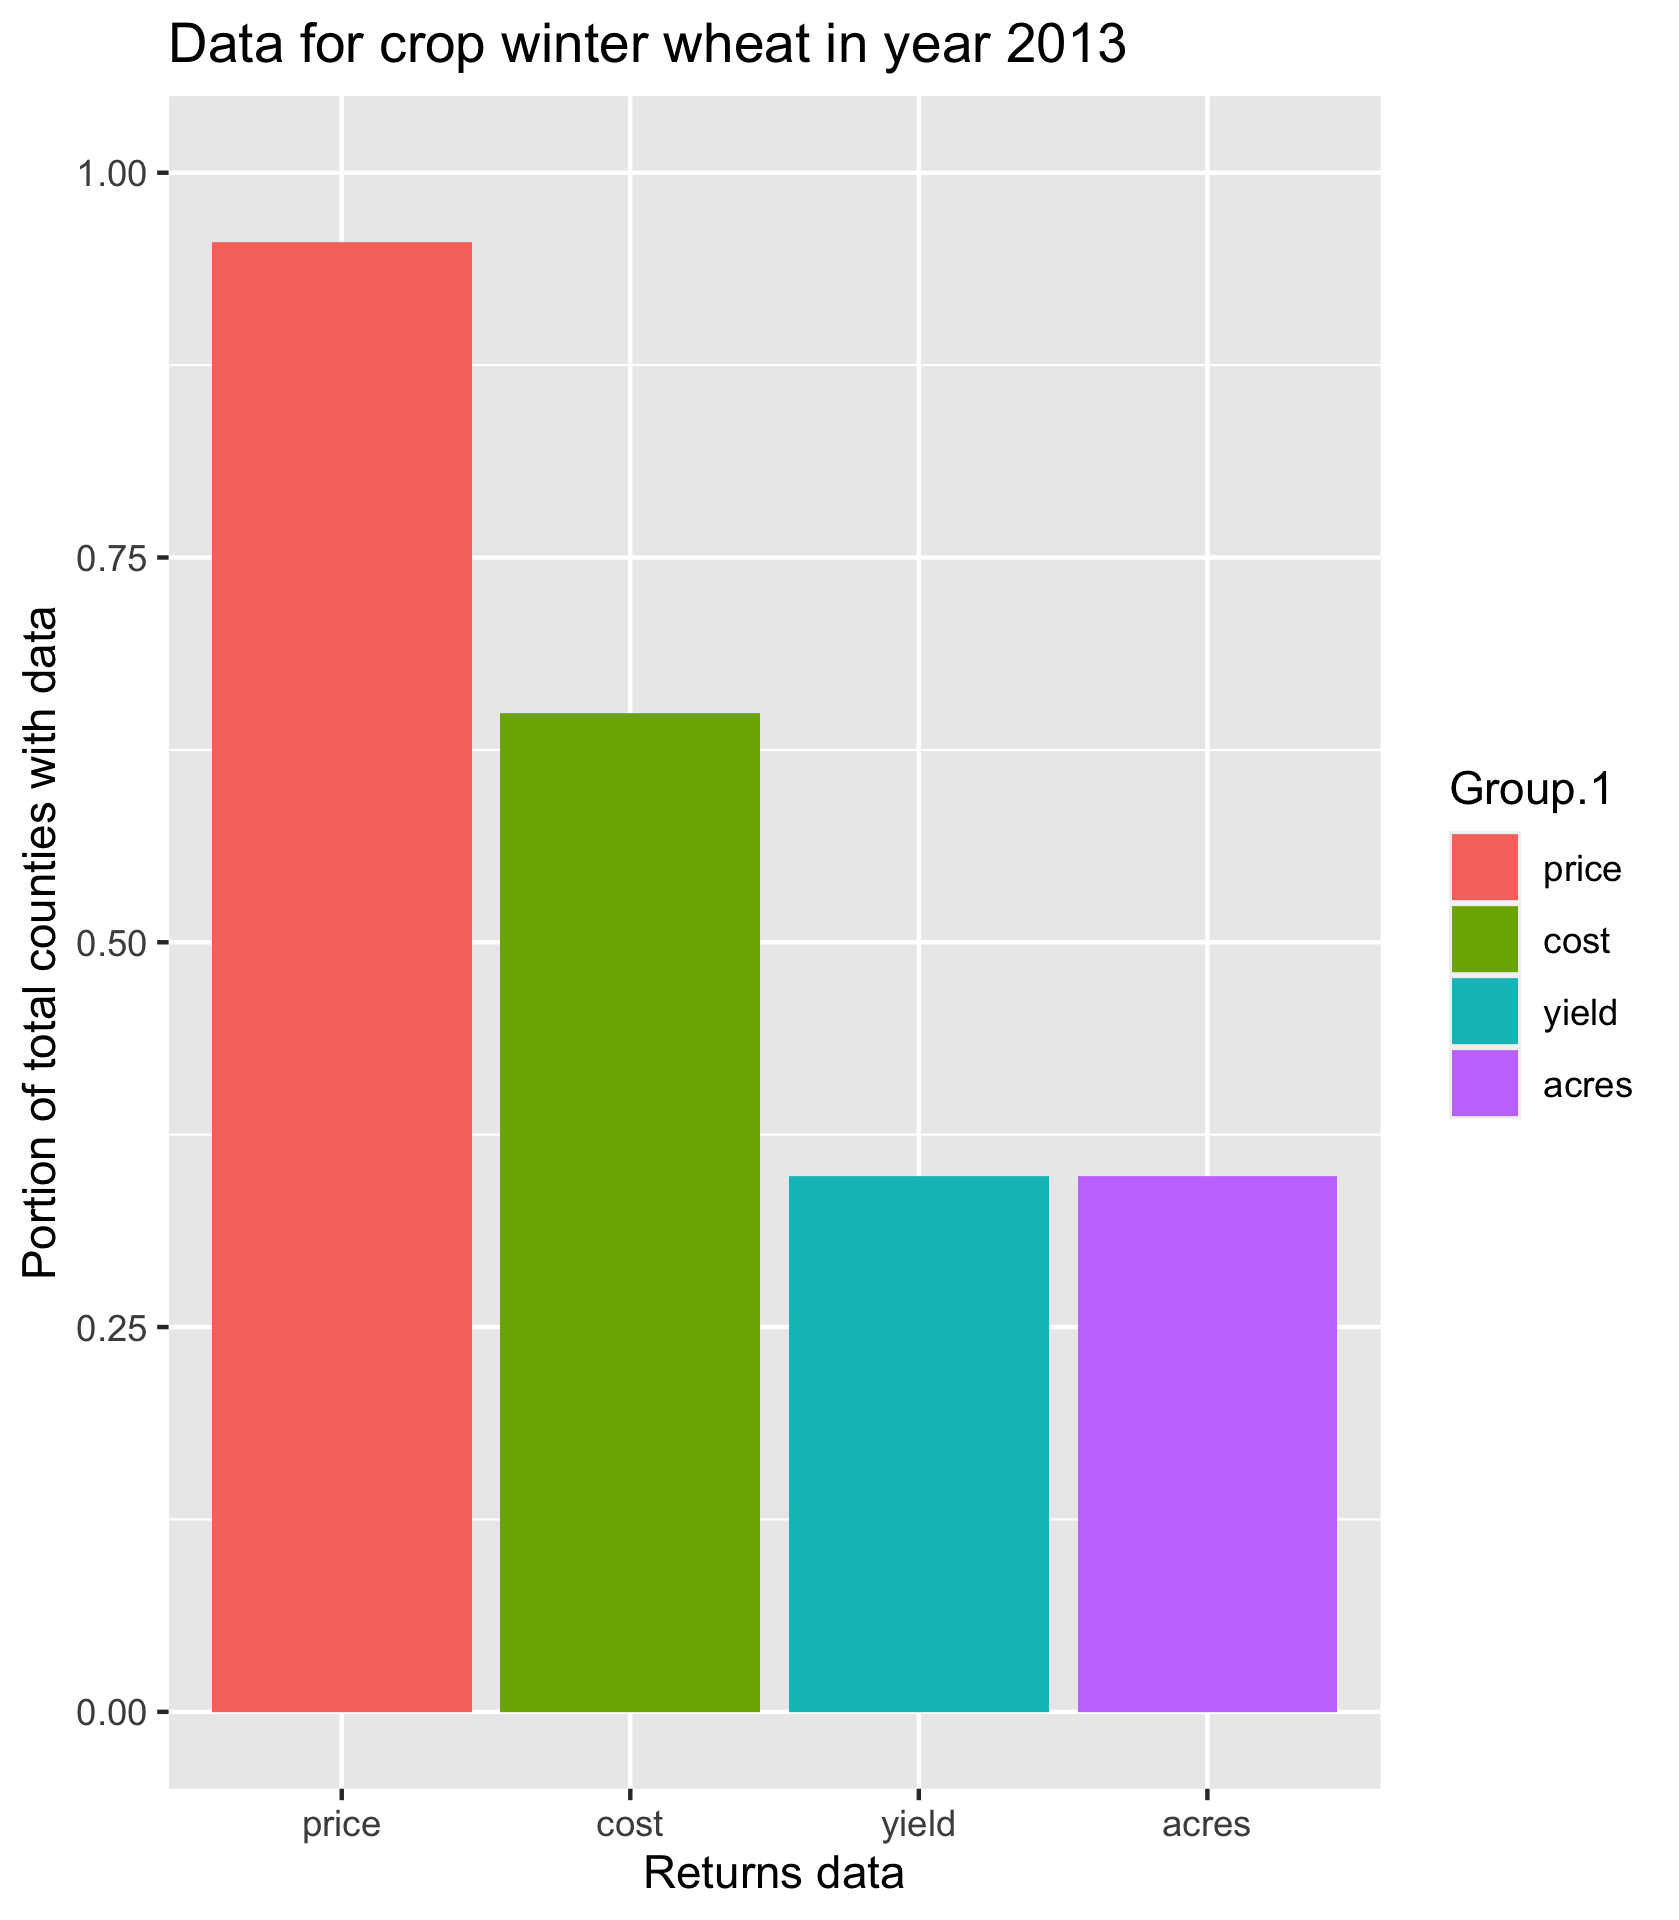 Data for crop winter wheat in year 2013
Portion of total counties with data
1.00
0.75
0.50
0.25
0.00
price cost yield acres
Returns data
Group.1
price
cost
yield
acres